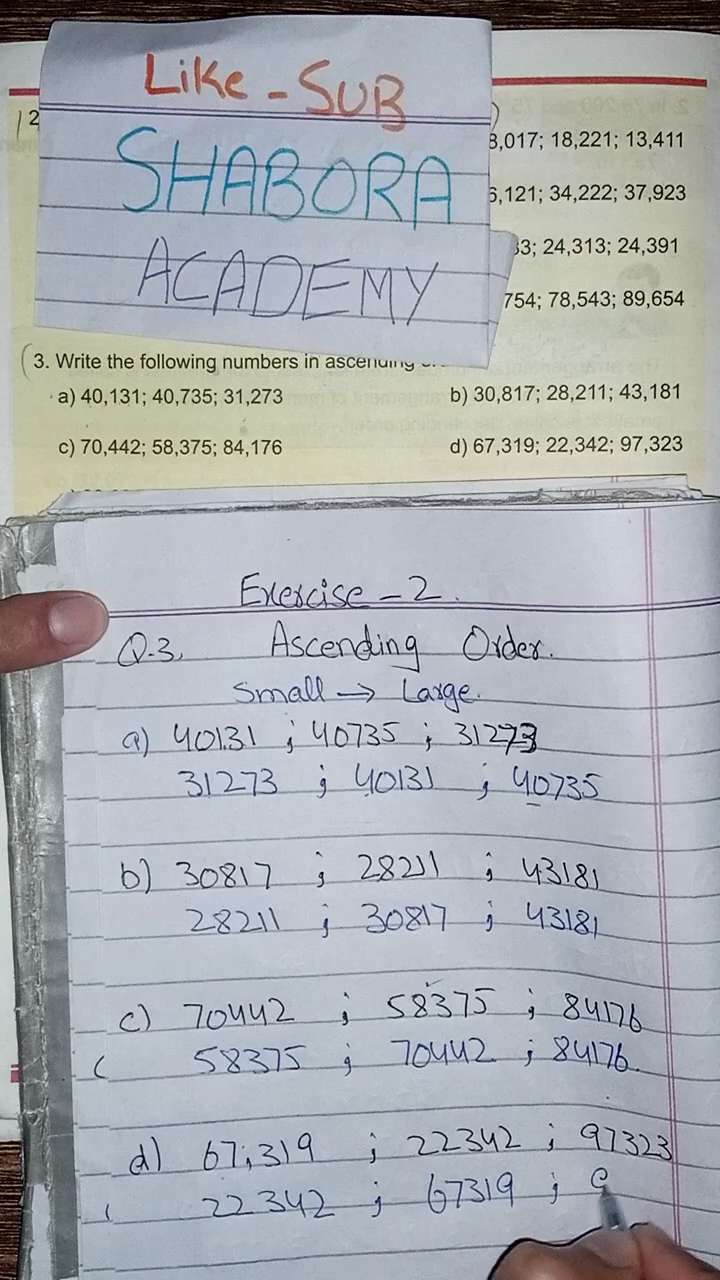 Like - SUB
SHABORA
ACADEMY
2
3,017; 18,221; 13,411
5,121; 34,222; 37,923
33; 24,313; 24,391
754; 78,543; 89,654
3. Write the following numbers in ascending
a) 40,131; 40,735; 31,273 b) 30,817; 28,211; 43,181
c) 70,442; 58,375; 84,176 d) 67,319; 22,342; 97,323
Exercise - 2.
Q.3, Ascending Order.
Small → Large.
a) 40131 ; 40735 ; 31273
31273 ; 40131 ; 40735
b) 30817 ; 28211 ; 43181
28211 ; 30817 ; 43181
c) 70442 ; 58375 ; 84176
58375 ; 70442 ; 84176.
d) 67,319 ; 22342 ; 97323
22342 ; 67319 ; 9